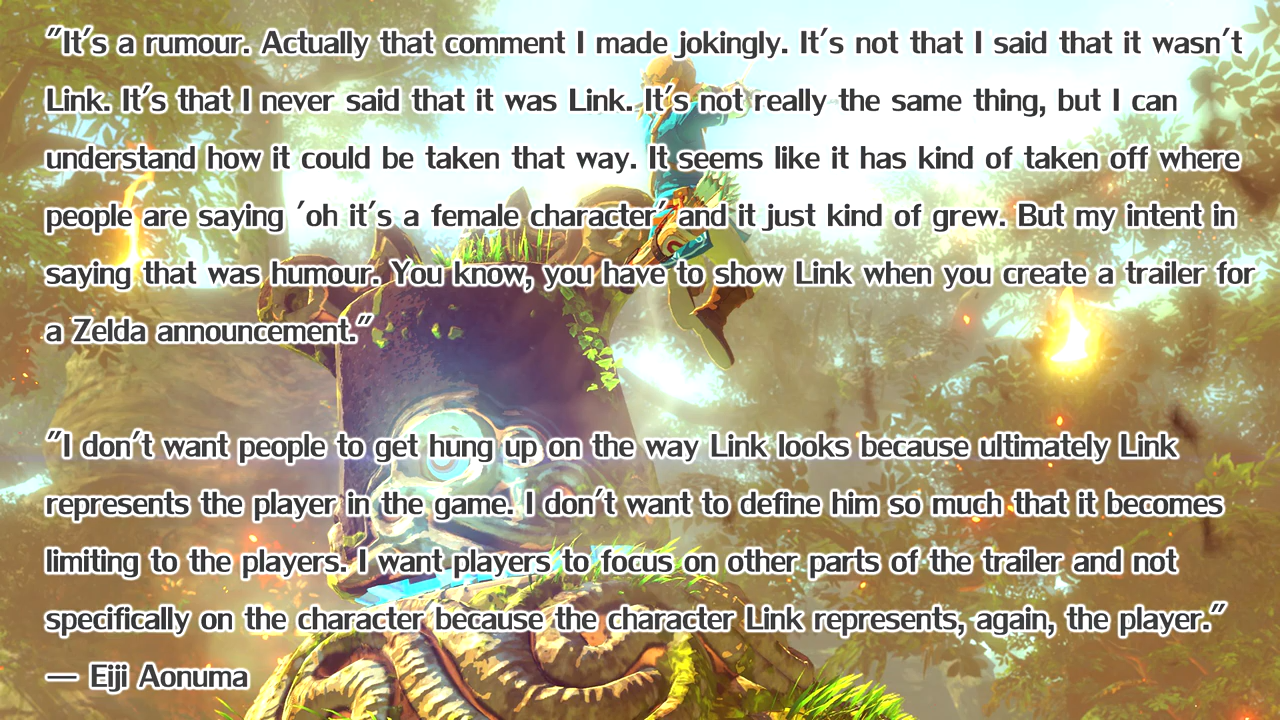 "It's a rumour. Actually that comment I made jokingly. It's not that I said that it wasn't
Link. It's that I never said that it was Link. It's not really the same thing, but I can
understand how it could be taken that way. It seems like it has kind of taken off where
people are saying 'oh it's a female character' and it just kind of grew. But my intent in
saying that was humour. You know, you have to show Link when you create a trailer for
a Zelda announcement."
"I don't want people to get hung up on the way Link looks because ultimately Link
represents the player in the game. I don't want to define him so much that it becomes
limiting to the players. I want players to focus on other parts of the trailer and not
specifically on the character because the character Link represents, again, the player."
— Eiji Aonuma